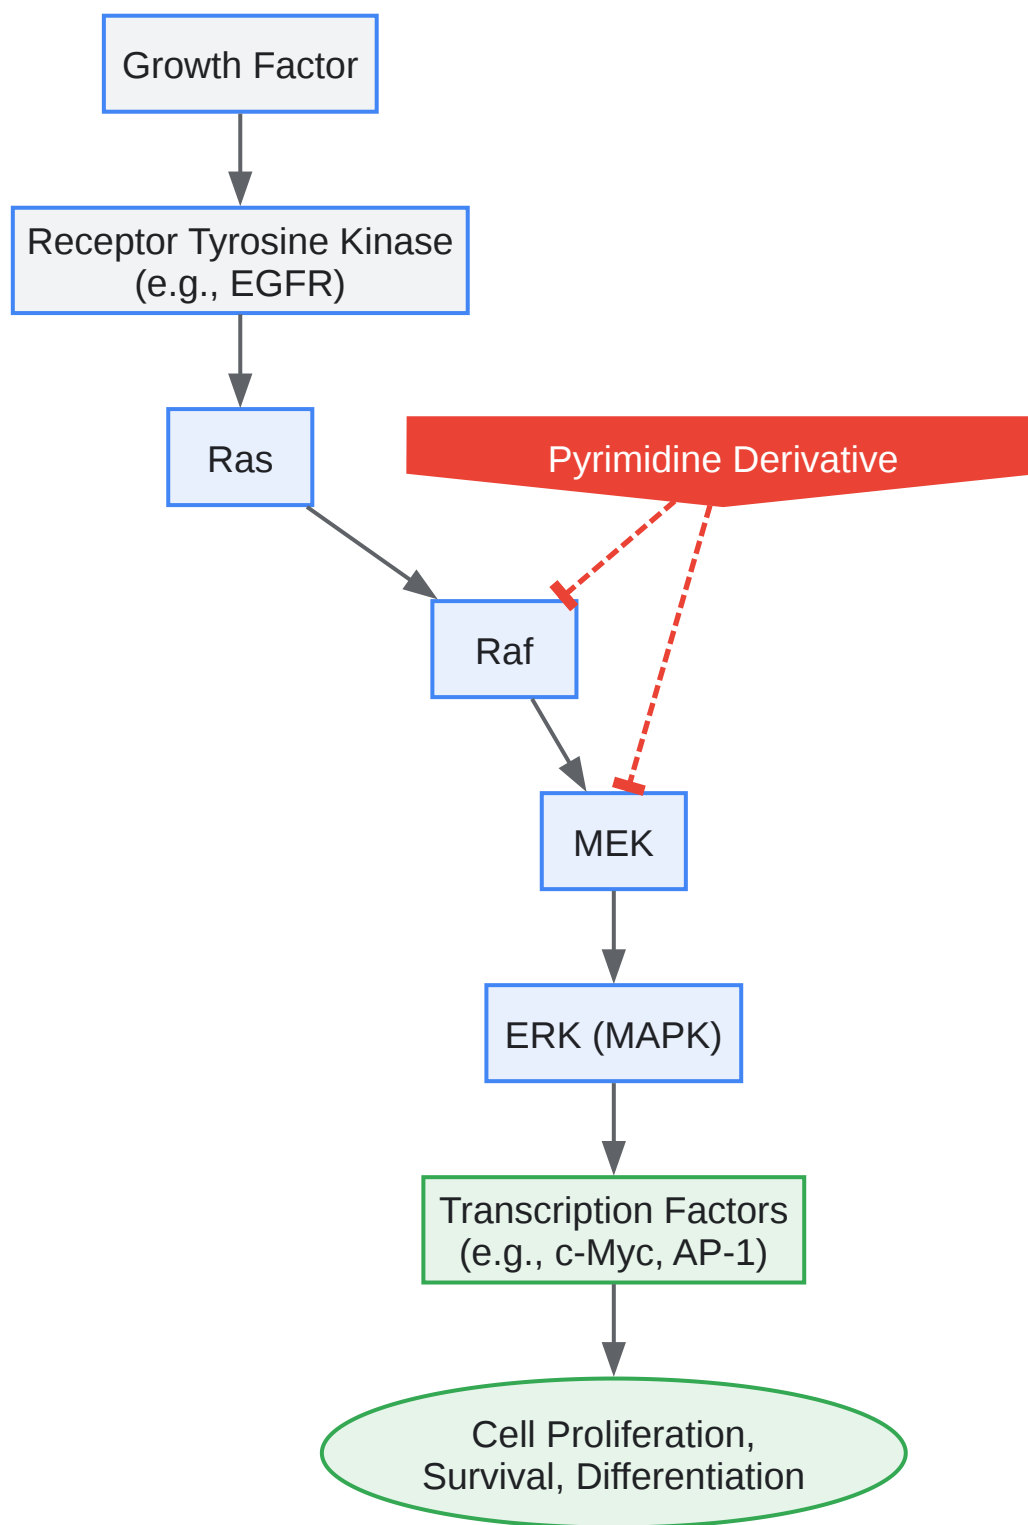 Growth Factor
Receptor Tyrosine Kinase
(e.g., EGFR)
Ras
Pyrimidine Derivative
Raf
MEK
ERK (MAPK)
Transcription Factors
(e.g., c-Myc, AP-1)
Cell Proliferation,
Survival, Differentiation